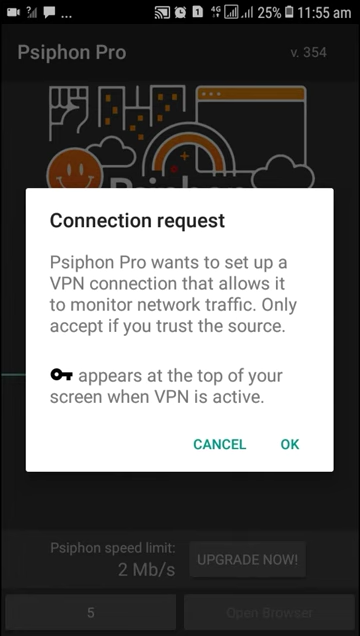 4G 25% 11:55 am
Psiphon Pro v. 354
Connection request
Psiphon Pro wants to set up a
VPN connection that allows it
to monitor network traffic. Only
accept if you trust the source.
appears at the top of your
screen when VPN is active.
CANCEL OK
Psiphon speed limit:
2 Mb/s
UPGRADE NOW!
5 Open Browser